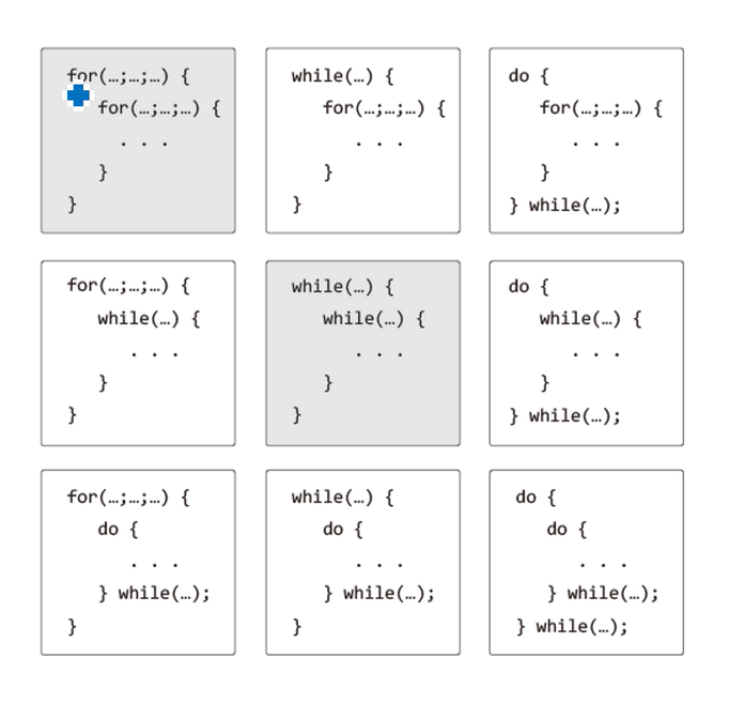 for(…;…;…) {
for(…;…;…) {
. . .
}
}
while(…) {
for(…;…;…) {
. . .
}
}
do {
for(…;…;…) {
. . .
}
} while(…);
for(…;…;…) {
while(…) {
. . .
}
}
while(…) {
while(…) {
. . .
}
}
do {
while(…) {
. . .
}
} while(…);
for(…;…;…) {
do {
. . .
} while(…);
}
while(…) {
do {
. . .
} while(…);
}
do {
do {
. . .
} while(…);
} while(…);